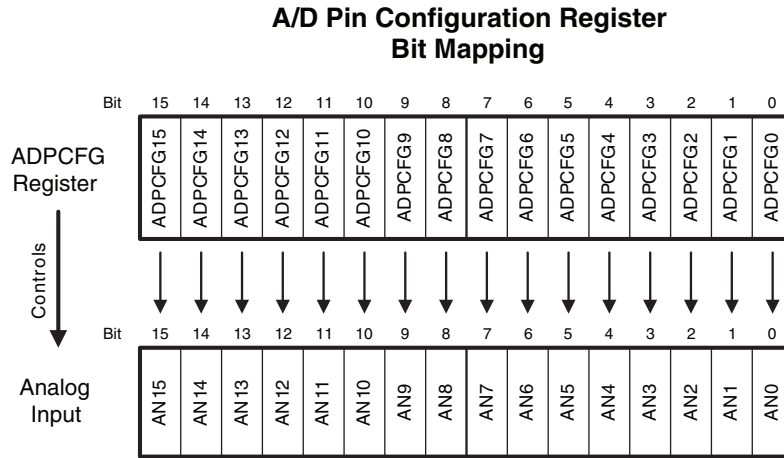 A/D Pin Configuration Register
Bit Mapping
Bit 15 14 13 12 11 10 9 8 7 6 5 4 3 2 1 0
ADPCFG Register
ADPCFG15 ADPCFG14 ADPCFG13 ADPCFG12 ADPCFG11 ADPCFG10 ADPCFG9 ADPCFG8 ADPCFG7 ADPCFG6 ADPCFG5 ADPCFG4 ADPCFG3 ADPCFG2 ADPCFG1 ADPCFG0
Controls
Bit 15 14 13 12 11 10 9 8 7 6 5 4 3 2 1 0
Analog Input
AN15 AN14 AN13 AN12 AN11 AN10 AN9 AN8 AN7 AN6 AN5 AN4 AN3 AN2 AN1 AN0